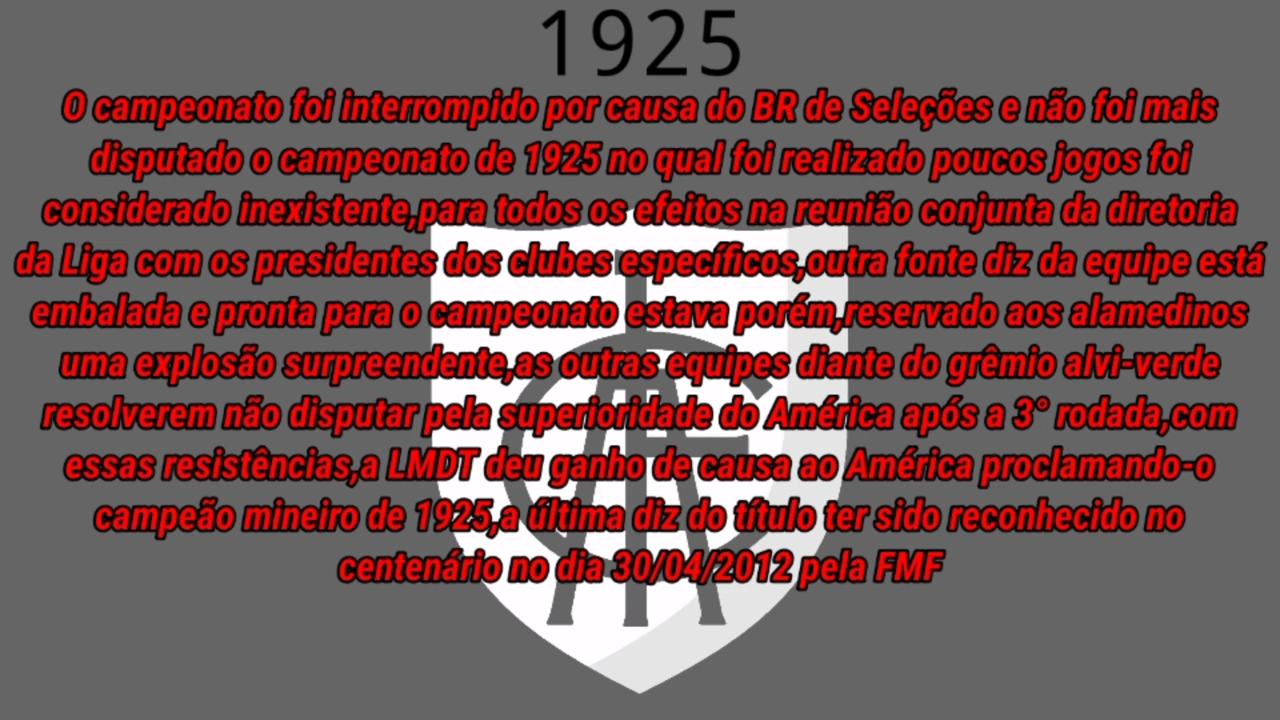 1925
O campeonato foi interrompido por causa do BR de Seleções e não foi mais
disputado o campeonato de 1925 no qual foi realizado poucos jogos foi
considerado inexistente,para todos os efeitos na reunião conjunta da diretoria
da Liga com os presidentes dos clubes específicos,outra fonte diz da equipe está
embalada e pronta para o campeonato estava porém,reservado aos alamedinos
uma explosão surpreendente,as outras equipes diante do grêmio alvi-verde
resolverem não disputar pela superioridade do América após a 3° rodada,com
essas resistências,a LMDT deu ganho de causa ao América proclamando-o
campeão mineiro de 1925,a última diz do título ter sido reconhecido no
centenário no dia 30/04/2012 pela FMF